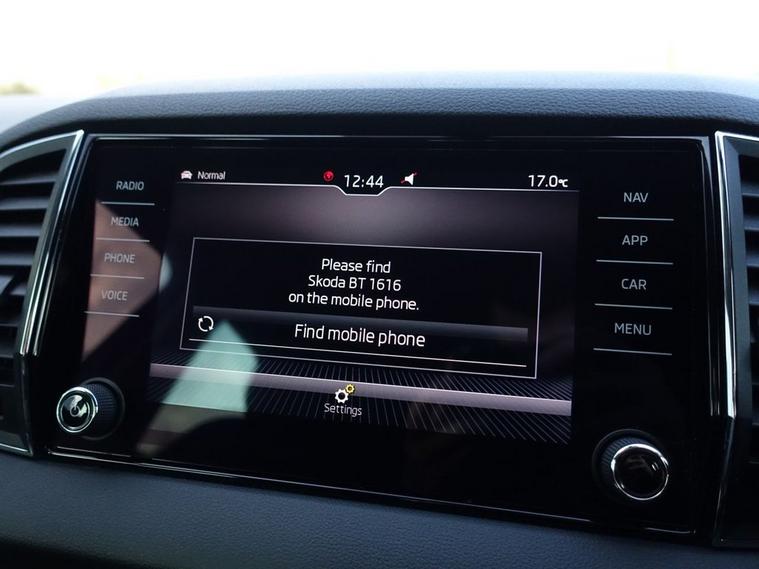 Normal
12:44
17.0°C
RADIO
MEDIA
PHONE
VOICE
Please find
Skoda BT 1616
on the mobile phone.
Find mobile phone
Settings
NAV
APP
CAR
MENU